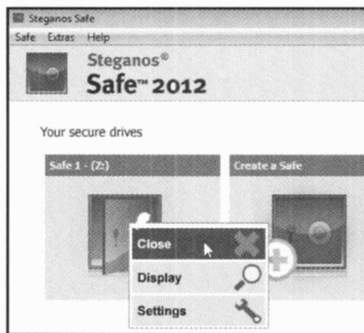 Steganos Safe
Safe Extras Help
Steganos®
Safe™ 2012
Your secure drives
Safe 1 - (Z:)
Create a Safe
Close
Display
Settings